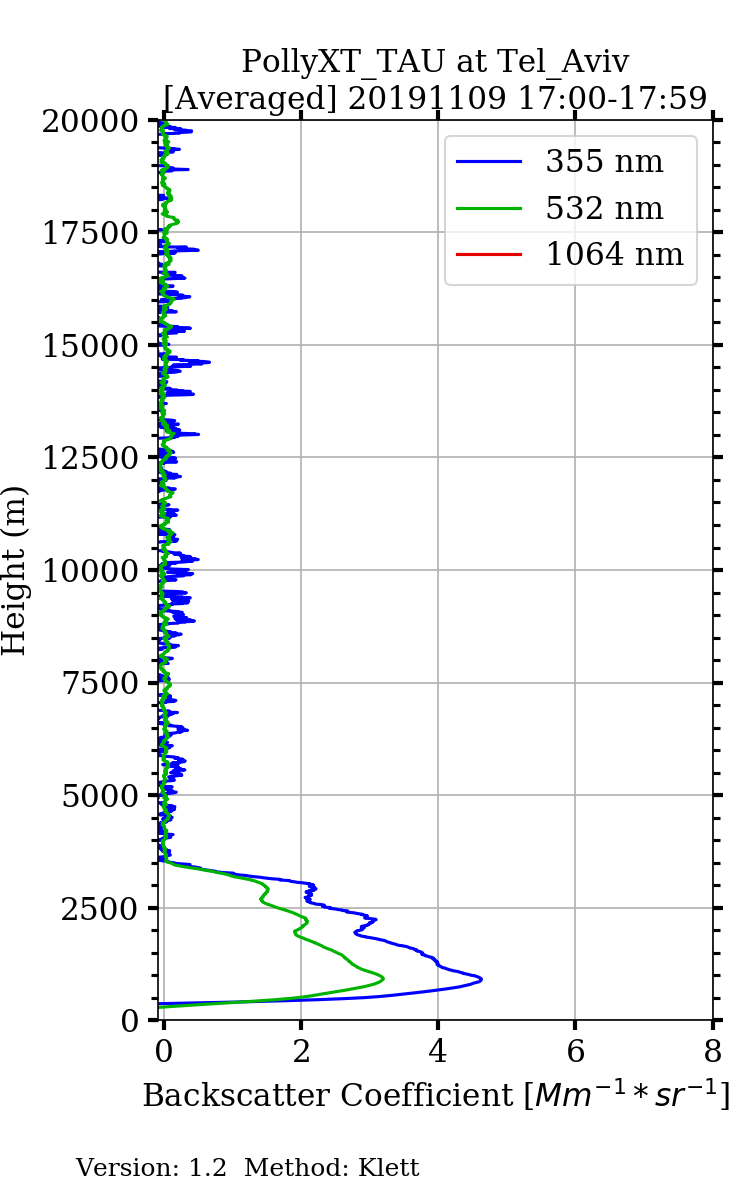 PollyXT_TAU at Tel_Aviv
[Averaged] 20191109 17:00-17:59
355 nm
532 nm
1064 nm
20000
17500
15000
12500
10000
7500
5000
2500
0
Height (m)
0 2 4 6 8
Backscatter Coefficient [Mm⁻¹ * sr⁻¹]
Version: 1.2 Method: Klett